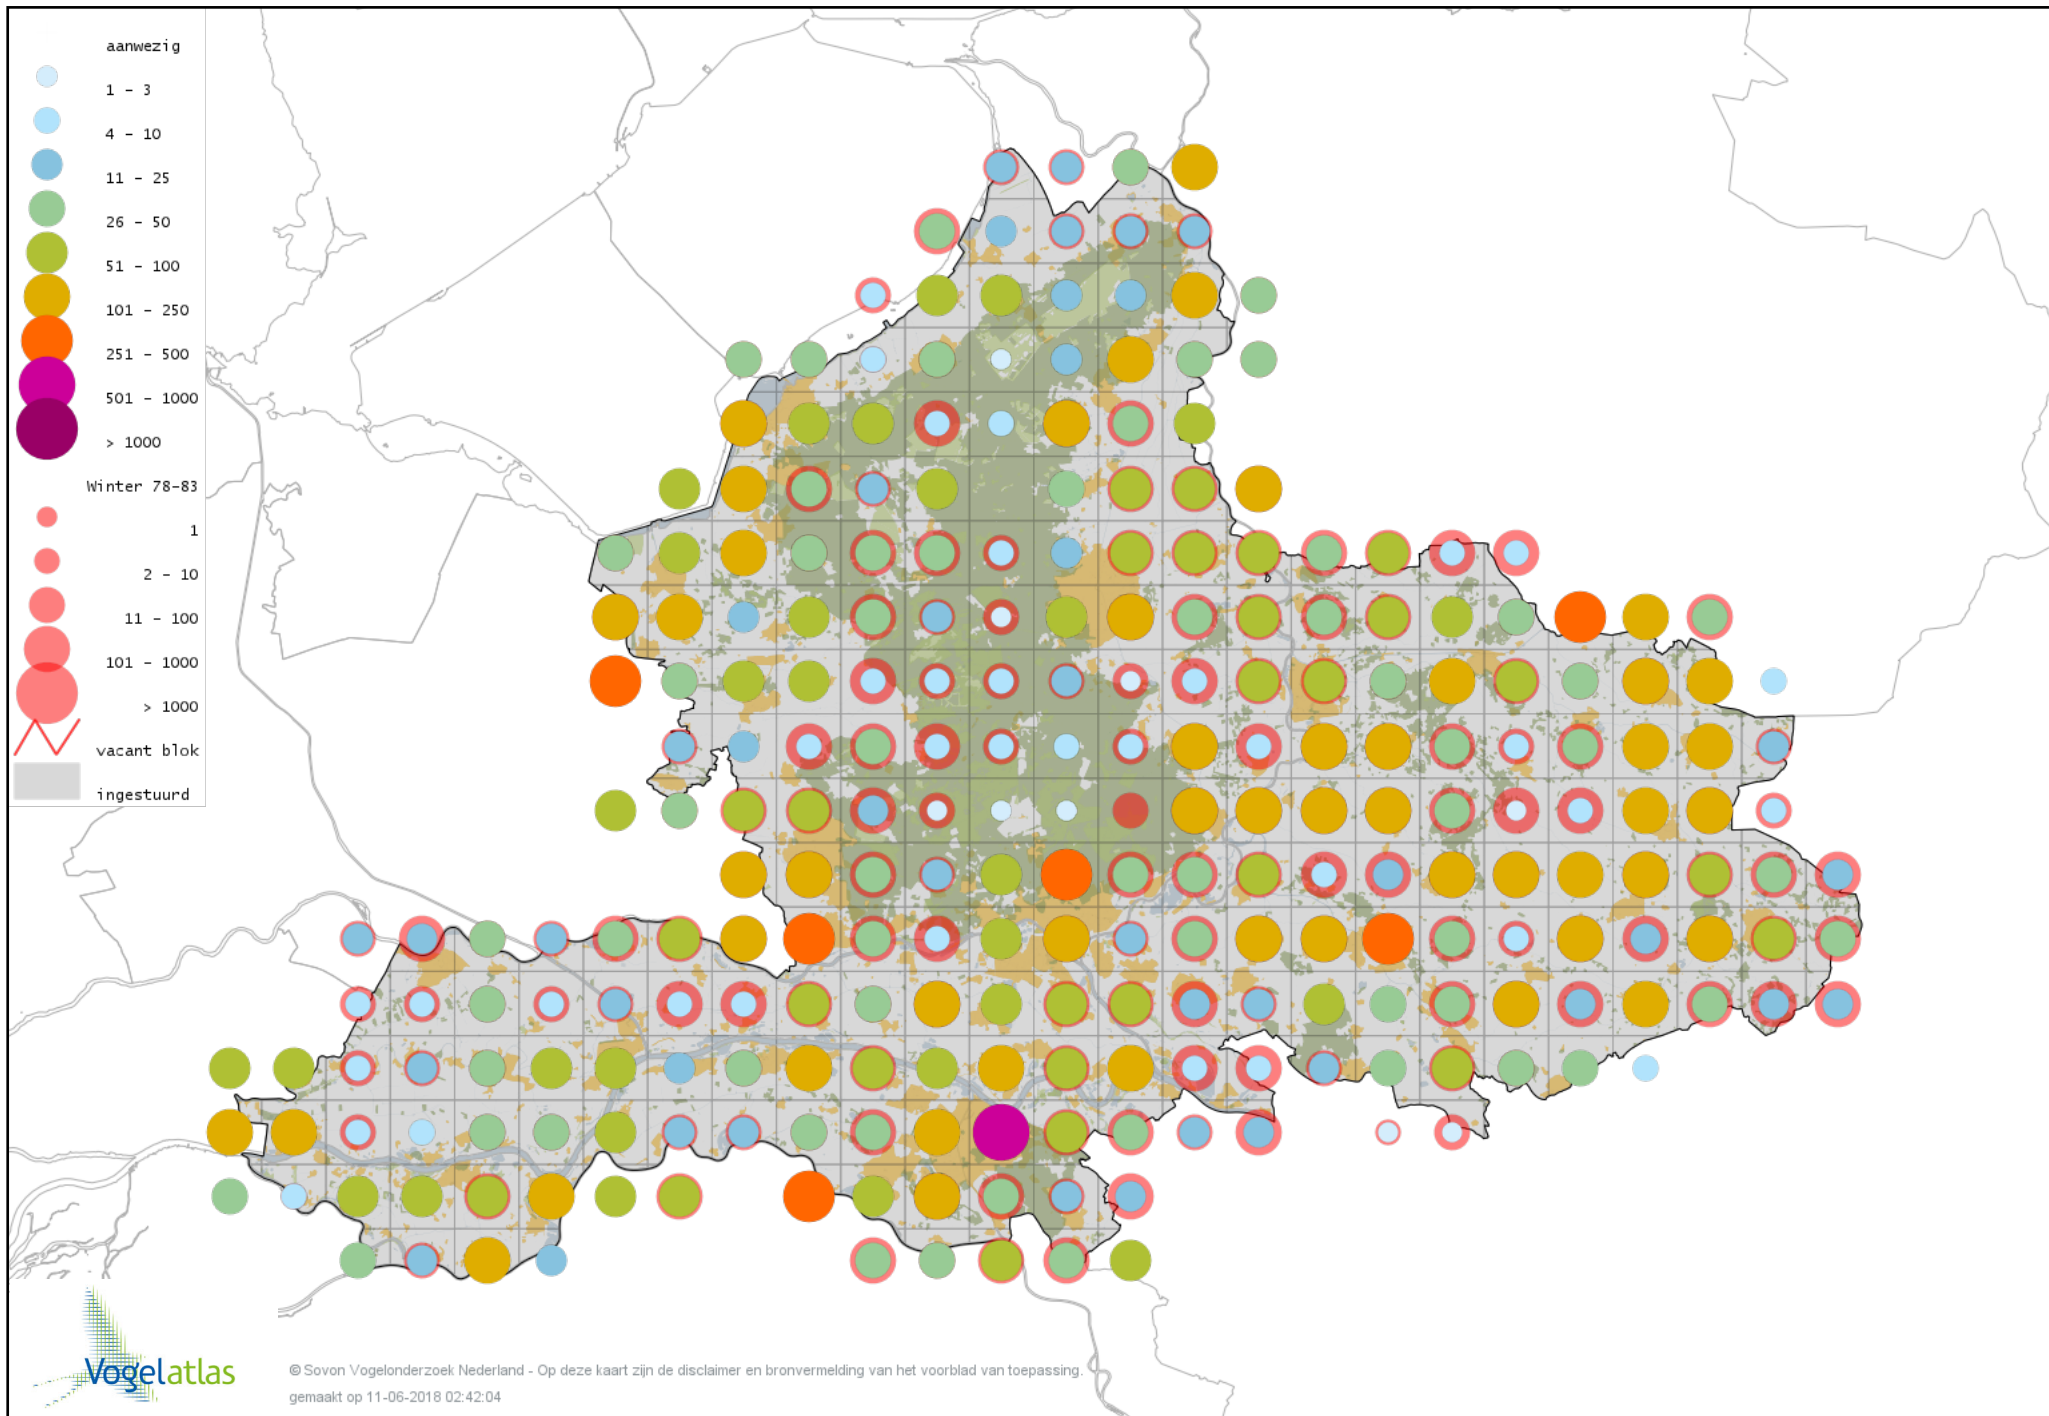 aanwezig
1 - 3
4 - 10
11 - 25
26 - 50
51 - 100
101 - 250
251 - 500
501 - 1000
> 1000
Winter 78-83
1
2 - 10
11 - 100
101 - 1000
> 1000
vacant blok
ingestuurd
Vogelatlas
© Sovon Vogelonderzoek Nederland - Op deze kaart zijn de disclaimer en bronvermelding van het voorblad van toepassing.
gemaakt op 11-06-2018 02:42:04